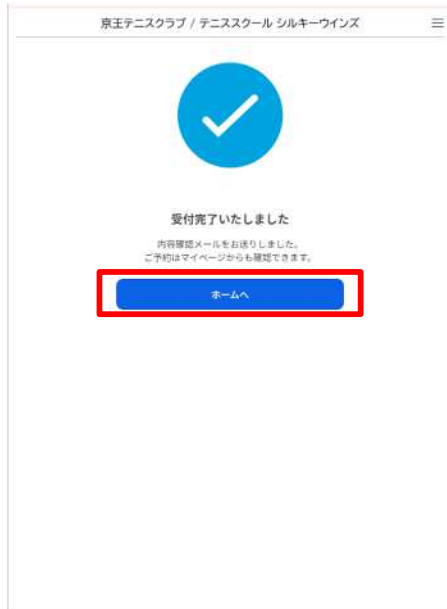 京王テニスクラブ / テニススクール シルキーウインズ
受付完了いたしました
内容確認メールをお送りしました。
ご予約はマイページからも確認できます。
ホームへ